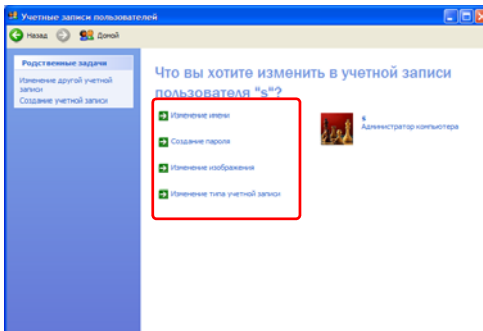 Учетные записи пользователей
Назад Домой
Родственные задачи
Изменение другой учетной
записи
Создание учетной записи
Что вы хотите изменить в учетной записи
пользователя "s"?
Изменение имени
Создание пароля
Изменение изображения
Изменение типа учетной записи
s
Администратор компьютера